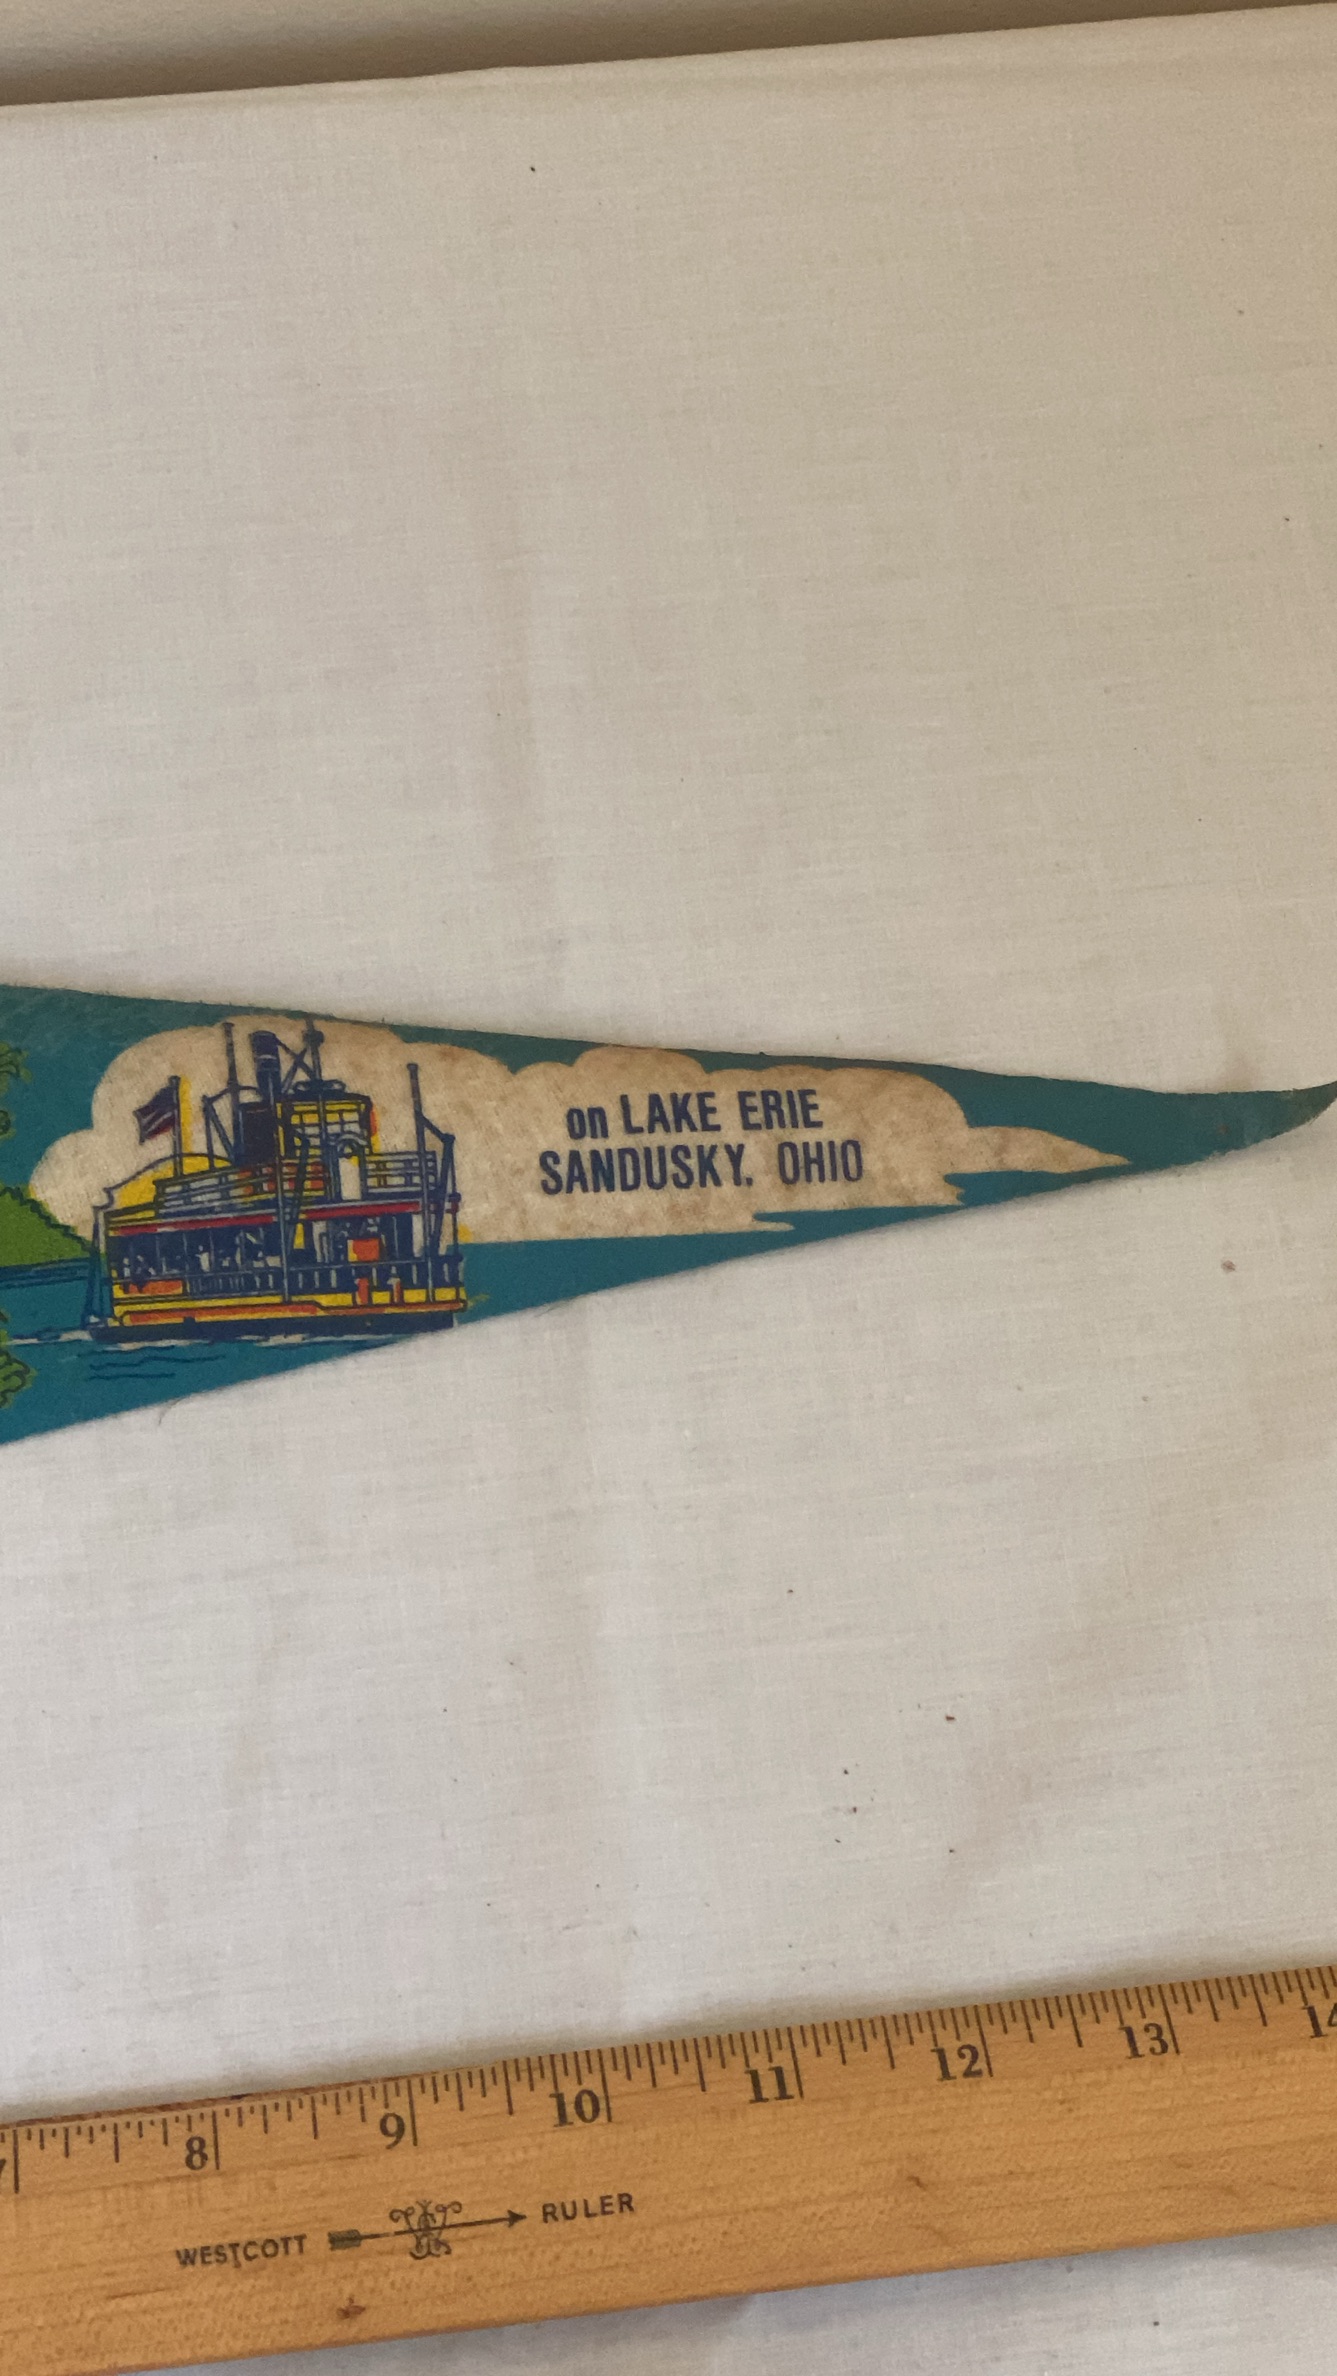 on LAKE ERIE
SANDUSKY, OHIO
8 9 10 11 12 13 14
WESTCOTT RULER